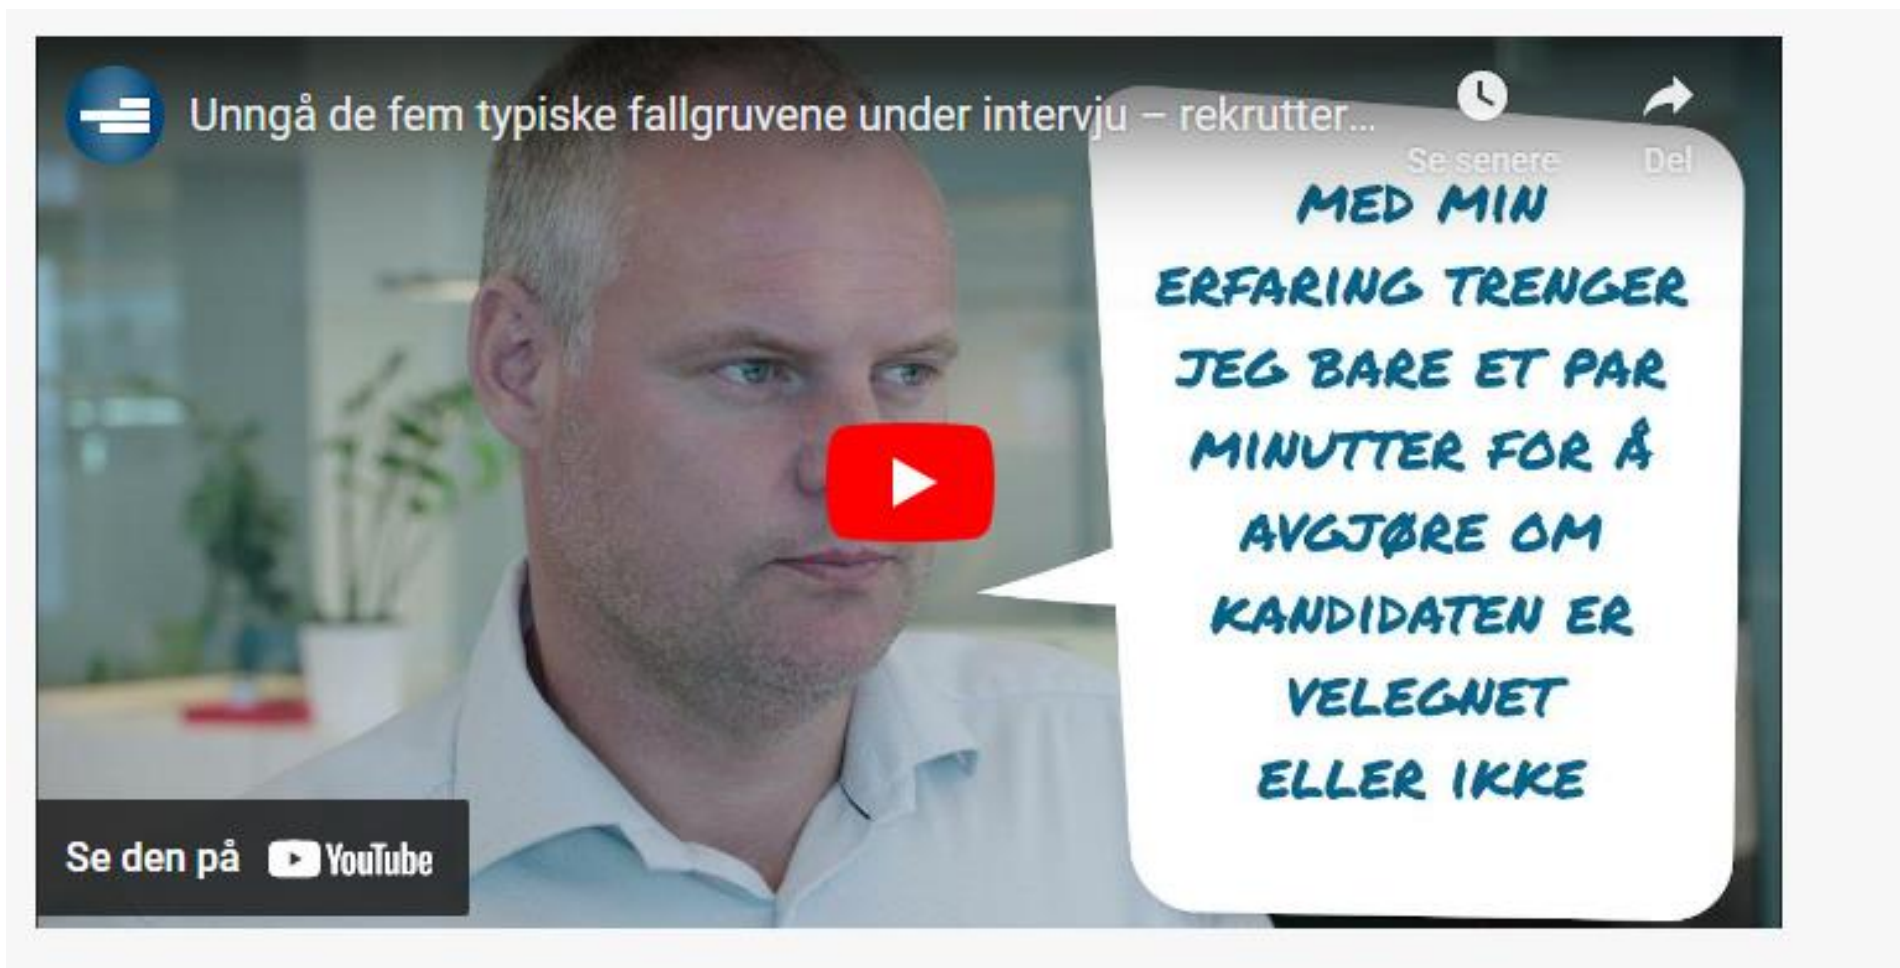 Unngå de fem typiske fallgruvene under intervju – rekrutter...
Se senere
Del
MED MIN
ERFARING TRENGER
JEG BARE ET PAR
MINUTTER FOR Å
AVGJØRE OM
KANDIDATEN ER
VELEGNET
ELLER IKKE
Se den på YouTube